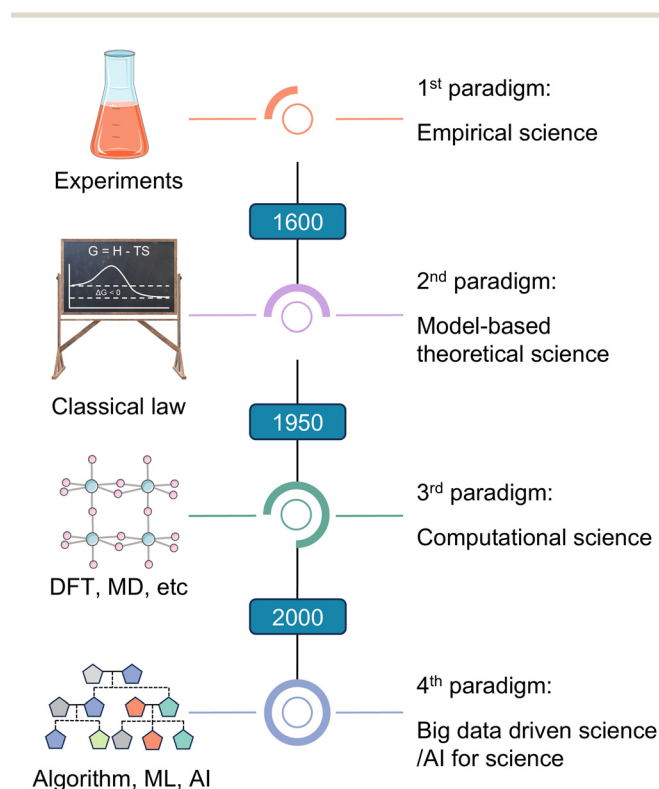 1st paradigm:
Empirical science
Experiments
1600
G = H - TS
ΔG < 0
2nd paradigm:
Model-based
theoretical science
Classical law
1950
3rd paradigm:
Computational science
DFT, MD, etc
2000
4th paradigm:
Big data driven science
/AI for science
Algorithm, ML, AI